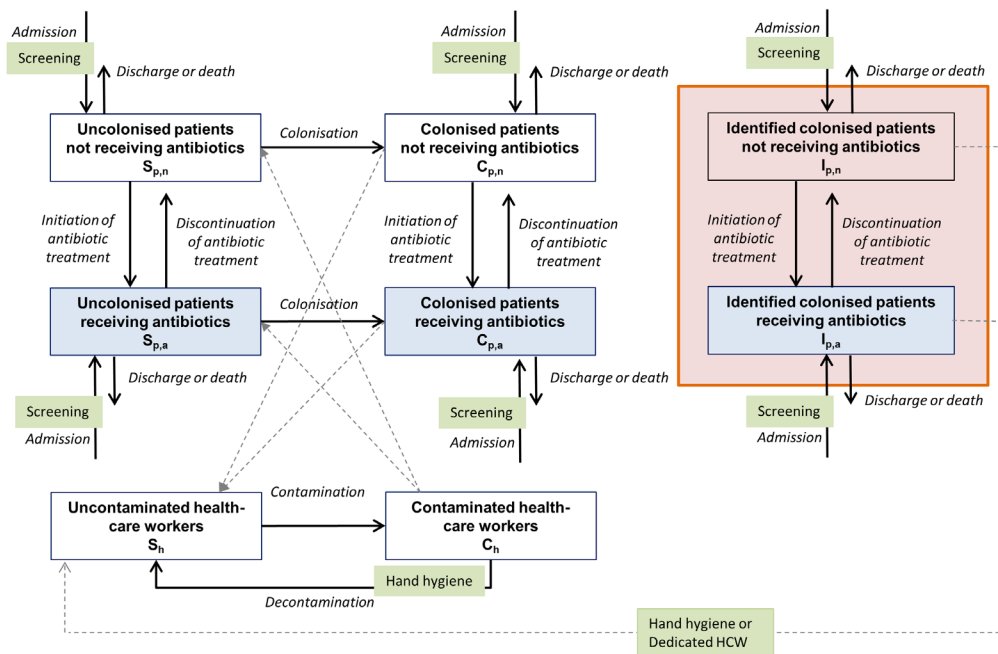 Admission
Screening
Discharge or death
Uncolonised patients
not receiving antibiotics
Sp,n
Colonisation
Admission
Screening
Discharge or death
Colonised patients
not receiving antibiotics
Cp,n
Admission
Screening
Discharge or death
Identified colonised patients
not receiving antibiotics
Ip,n
Initiation of
antibiotic
treatment
Discontinuation
of antibiotic
treatment
Initiation of
antibiotic
treatment
Discontinuation
of antibiotic
treatment
Initiation of
antibiotic
treatment
Discontinuation
of antibiotic
treatment
Uncolonised patients
receiving antibiotics
Sp,a
Colonisation
Colonised patients
receiving antibiotics
Cp,a
Identified colonised patients
receiving antibiotics
Ip,a
Discharge or death
Screening
Admission
Discharge or death
Screening
Admission
Discharge or death
Screening
Admission
Uncontaminated health-
care workers
Sh
Contamination
Contaminated health-
care workers
Ch
Hand hygiene
Decontamination
Hand hygiene or
Dedicated HCW